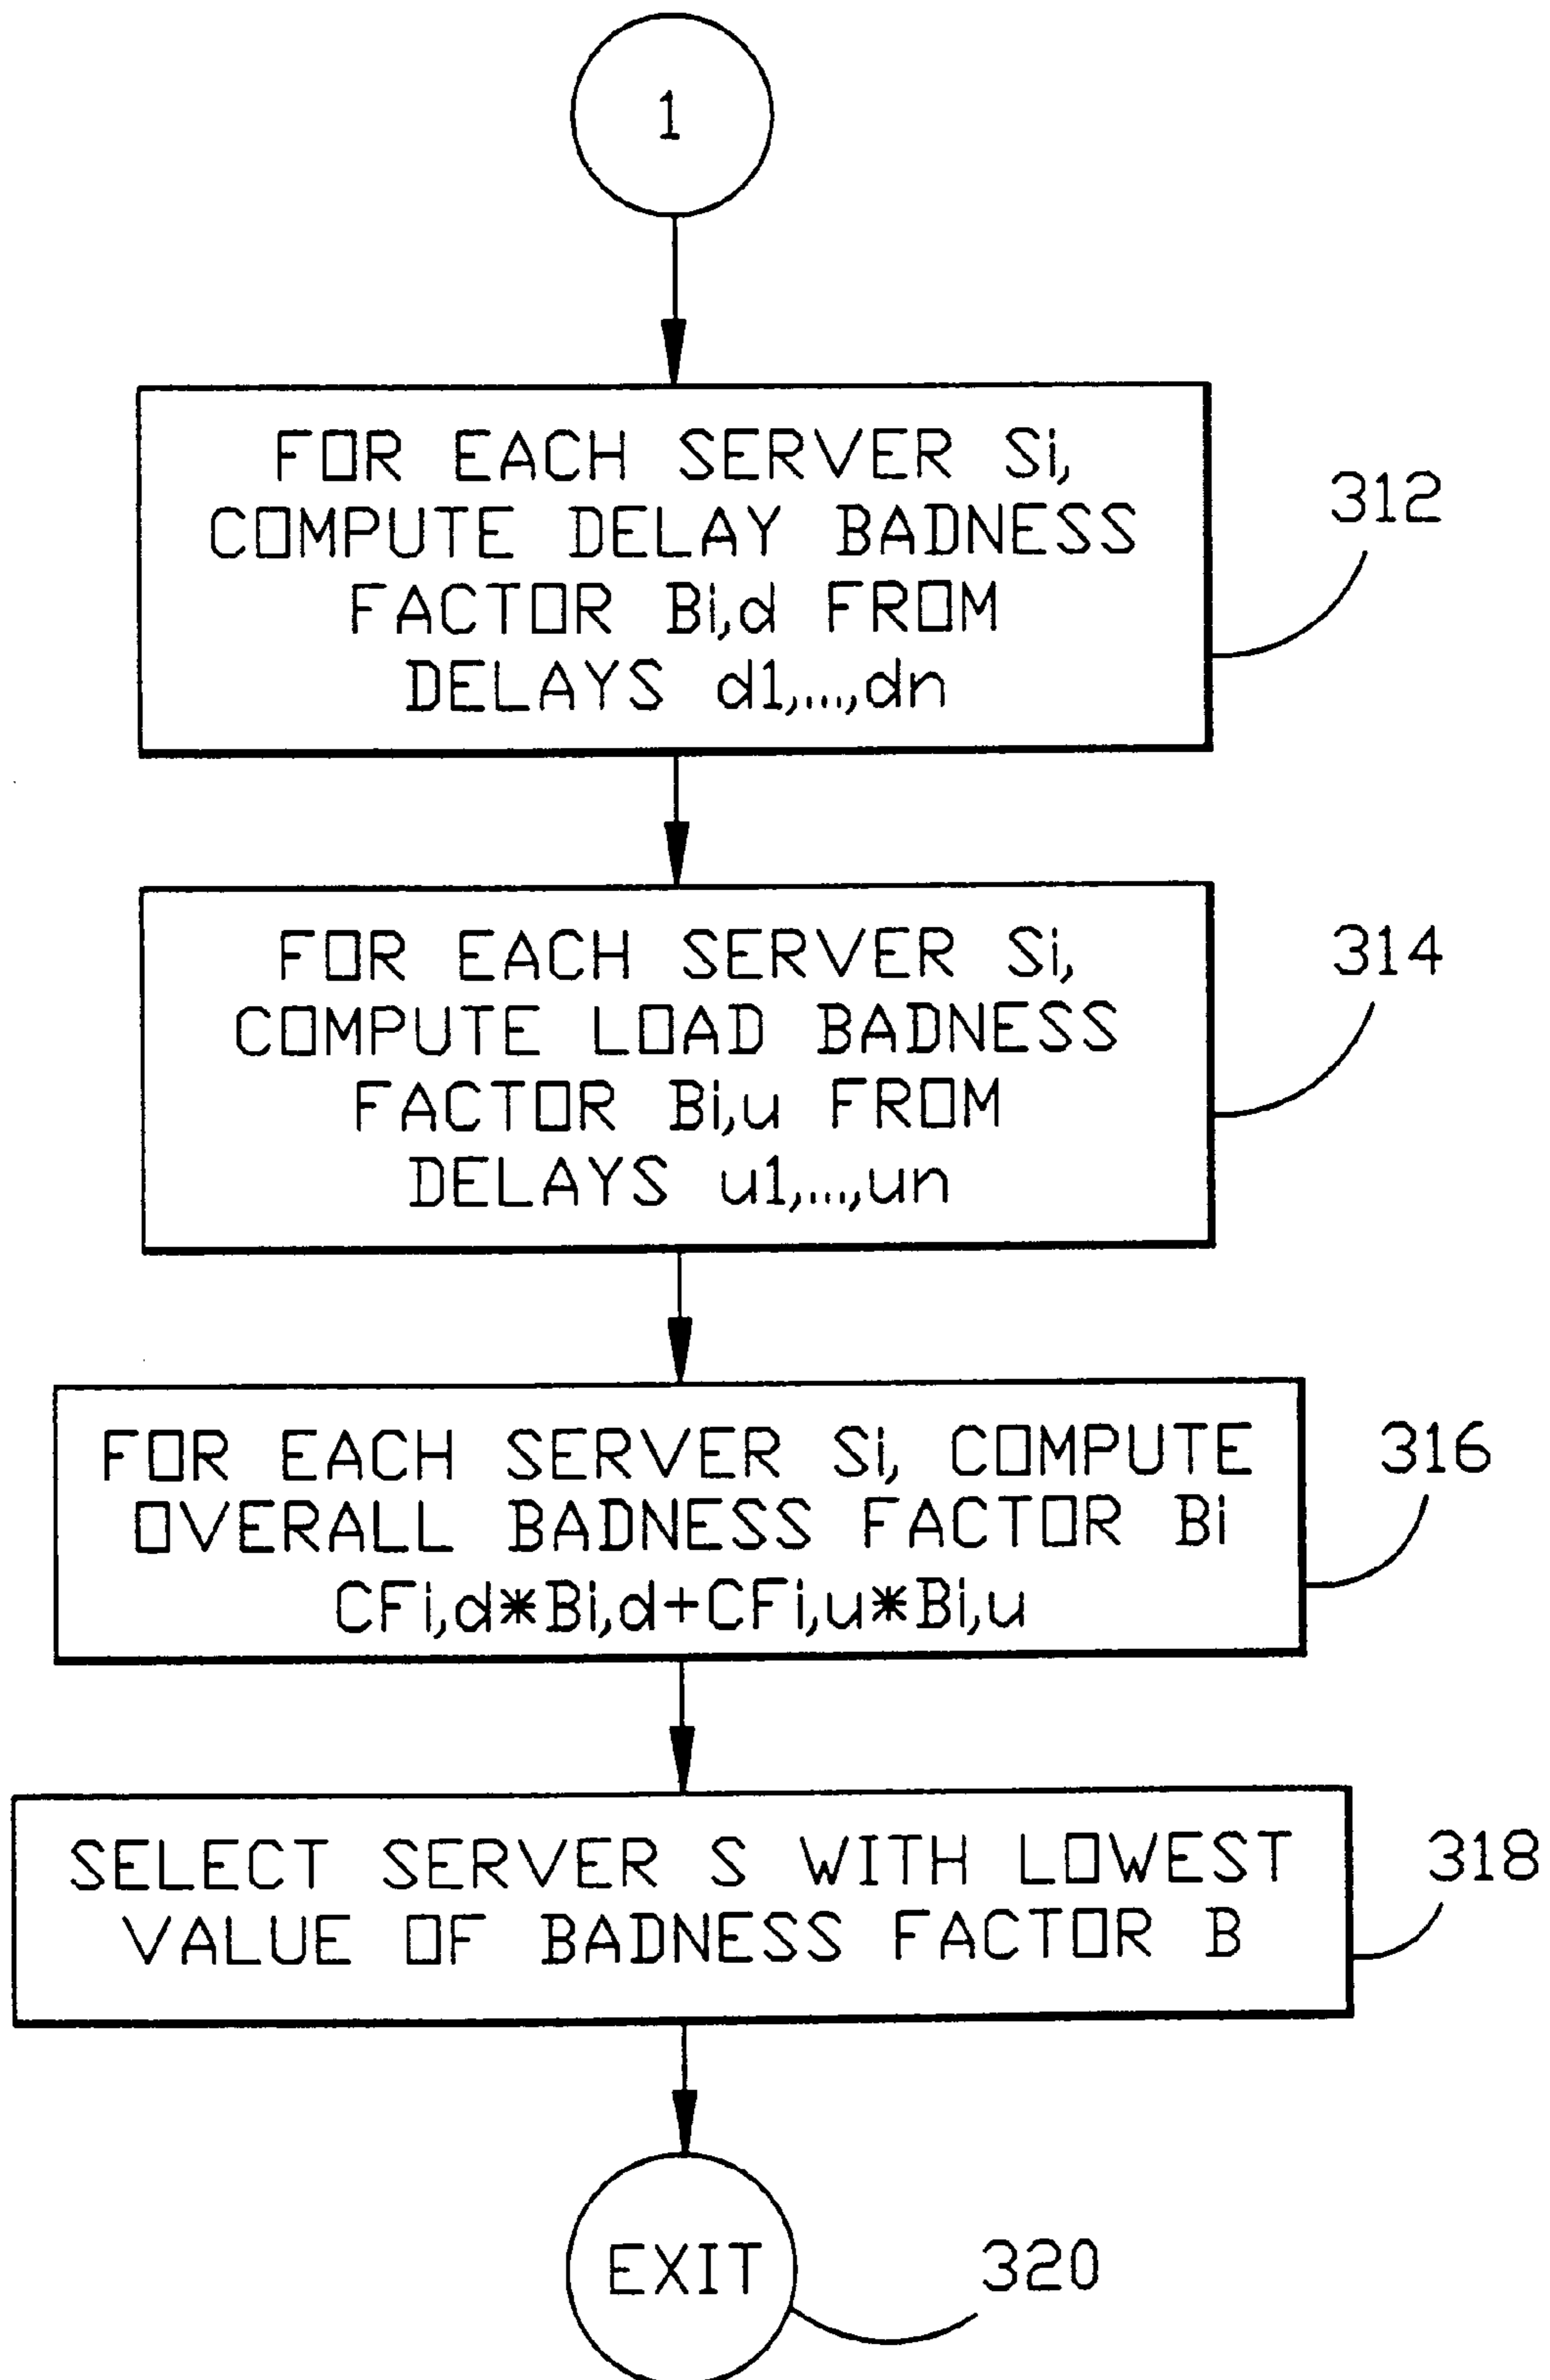 1
FOR EACH SERVER Si,
COMPUTE DELAY BADNESS
FACTOR Bi,d FROM
DELAYS d1,...,dn
312
FOR EACH SERVER Si,
COMPUTE LOAD BADNESS
FACTOR Bi,u FROM
DELAYS u1,...,un
314
FOR EACH SERVER Si, COMPUTE
OVERALL BADNESS FACTOR Bi
CFi,d*Bi,d+CFi,u*Bi,u
316
SELECT SERVER S WITH LOWEST
VALUE OF BADNESS FACTOR B
318
EXIT
320